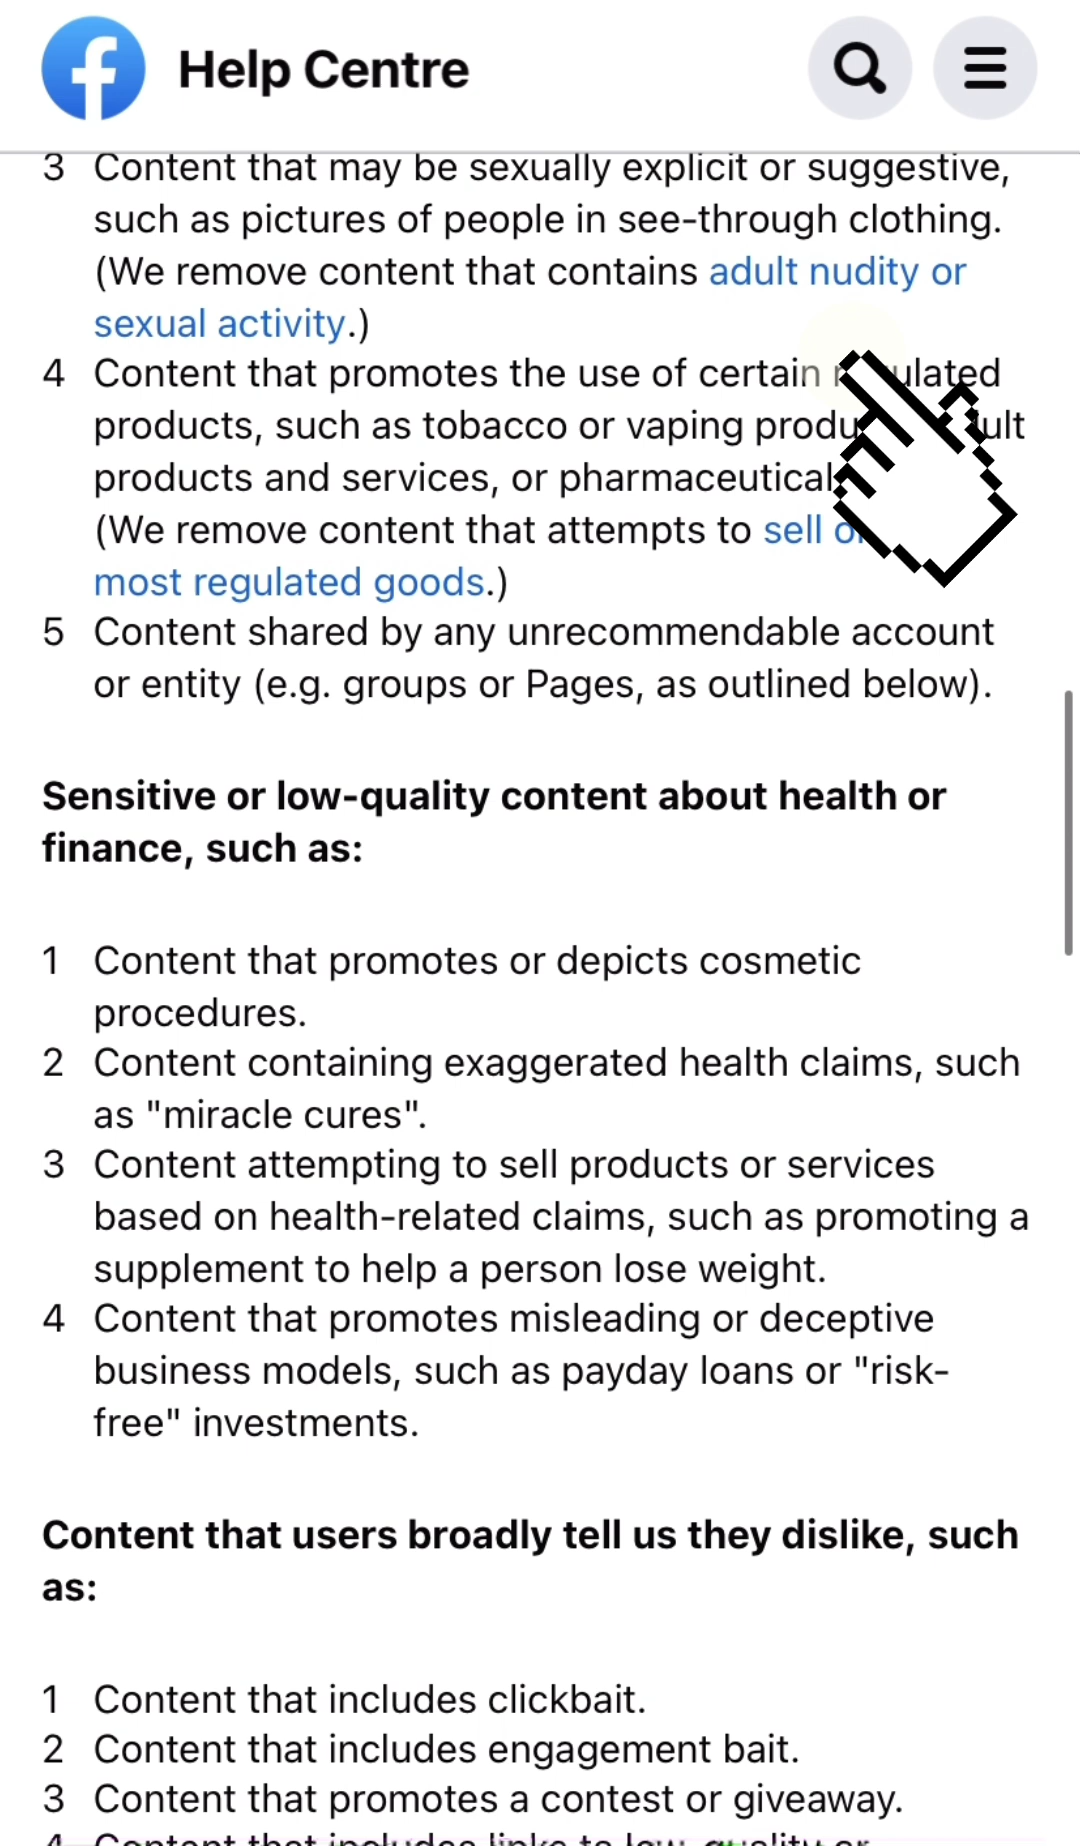 Help Centre
3 Content that may be sexually explicit or suggestive,
such as pictures of people in see-through clothing.
(We remove content that contains adult nudity or
sexual activity.)
4 Content that promotes the use of certain
products, such as tobacco or vaping
products and services, or
(We remove content that attempts to sell
most regulated goods.)
5 Content shared by any unrecommendable account
or entity (e.g. groups or Pages, as outlined below).
Sensitive or low-quality content about health or
finance, such as:
1 Content that promotes or depicts cosmetic
procedures.
2 Content containing exaggerated health claims, such
as "miracle cures".
3 Content attempting to sell products or services
based on health-related claims, such as promoting a
supplement to help a person lose weight.
4 Content that promotes misleading or deceptive
business models, such as payday loans or "risk-
free" investments.
Content that users broadly tell us they dislike, such
as:
1 Content that includes clickbait.
2 Content that includes engagement bait.
3 Content that promotes a contest or giveaway.
4 Content that includes links to